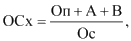 ОСх = Оп + А + В / Ос ,